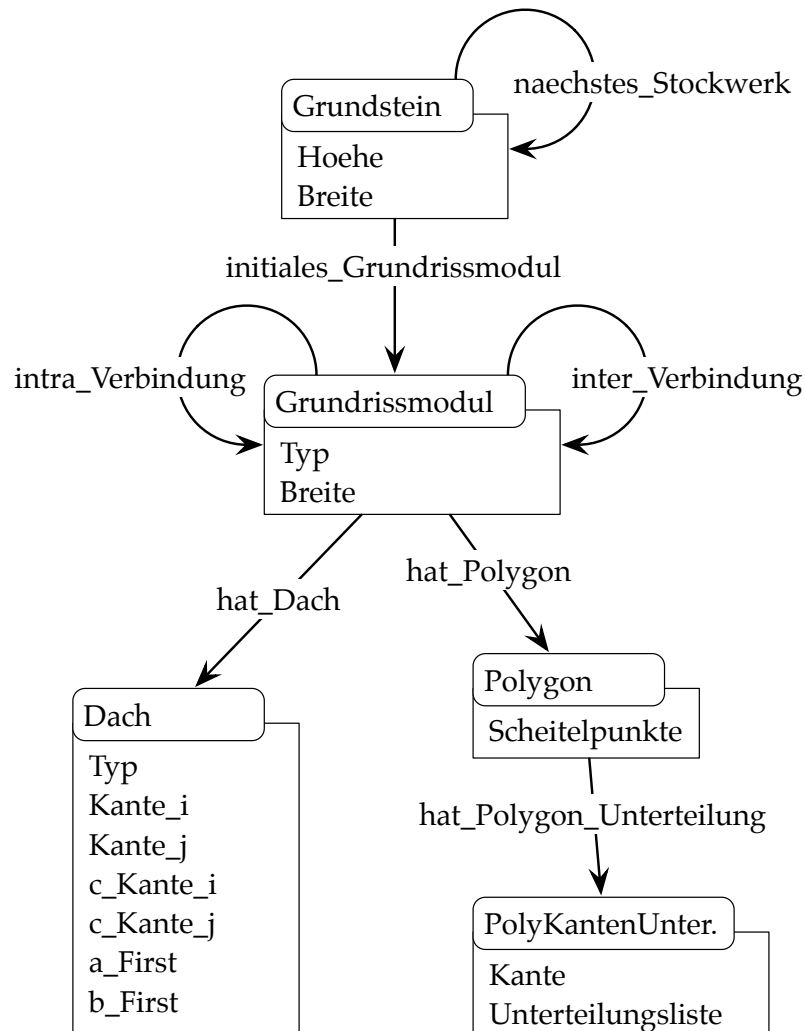 naechstes_Stockwerk
Grundstein
Hoehe
Breite
initiales_Grundrissmodul
intra_Verbindung
inter_Verbindung
Grundrissmodul
Typ
Breite
hat_Polygon
hat_Dach
Polygon
Scheitelpunkte
hat_Polygon_Unterteilung
PolyKantenUnter.
Kante
Unterteilungsliste
Dach
Typ
Kante_i
Kante_j
c_Kante_i
c_Kante_j
a_First
b_First